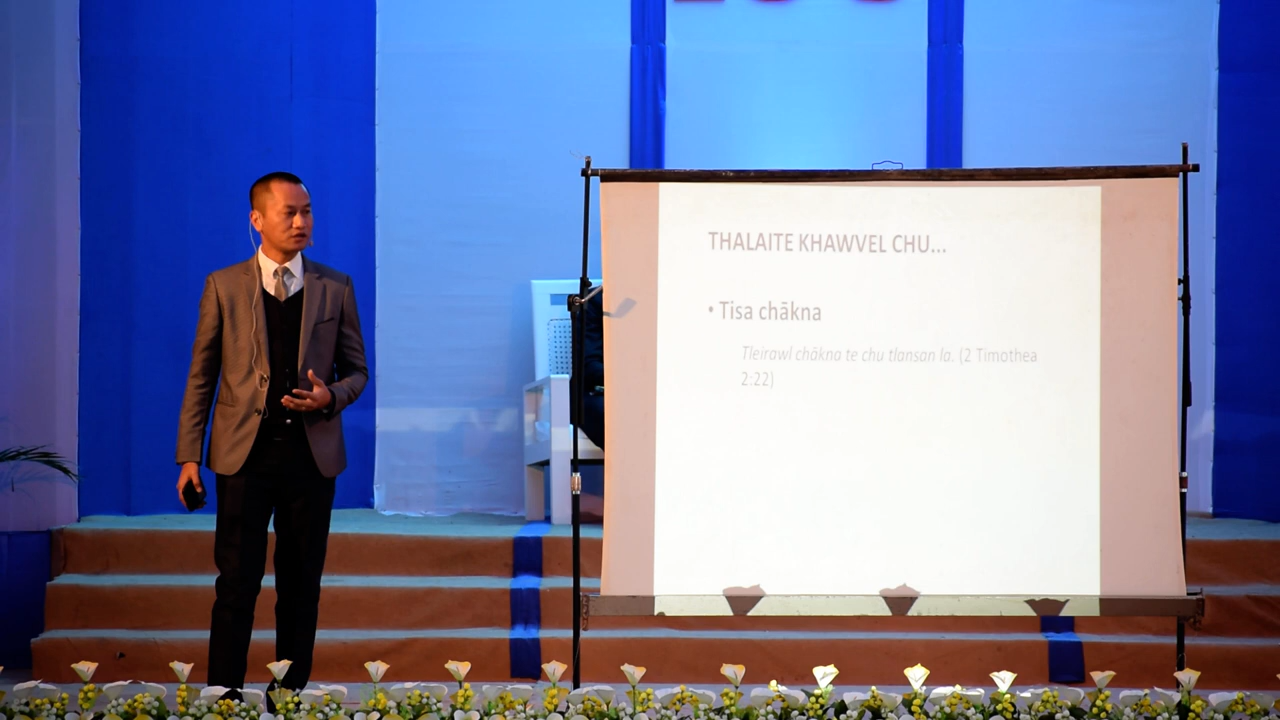 THALAITE KHAWVEL CHU...
• Tisa chākna
Tleirawl chākna te chu tlansan la. (2 Timothea
2:22)